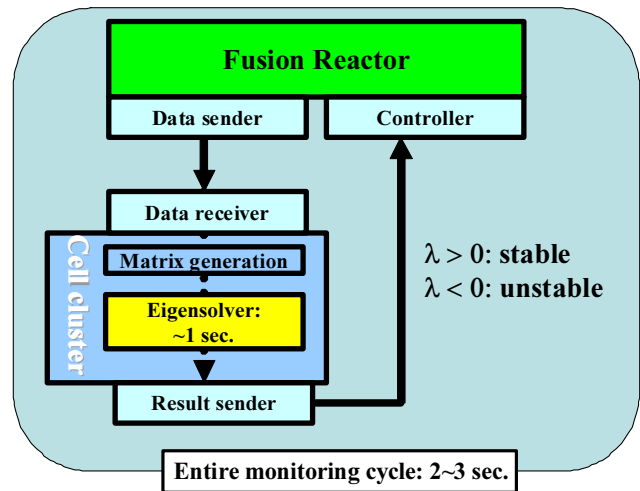 Fusion Reactor
Data sender
Controller
Data receiver
Cell cluster
Matrix generation
Eigensolver:
~1 sec.
λ > 0: stable
λ < 0: unstable
Result sender
Entire monitoring cycle: 2~3 sec.